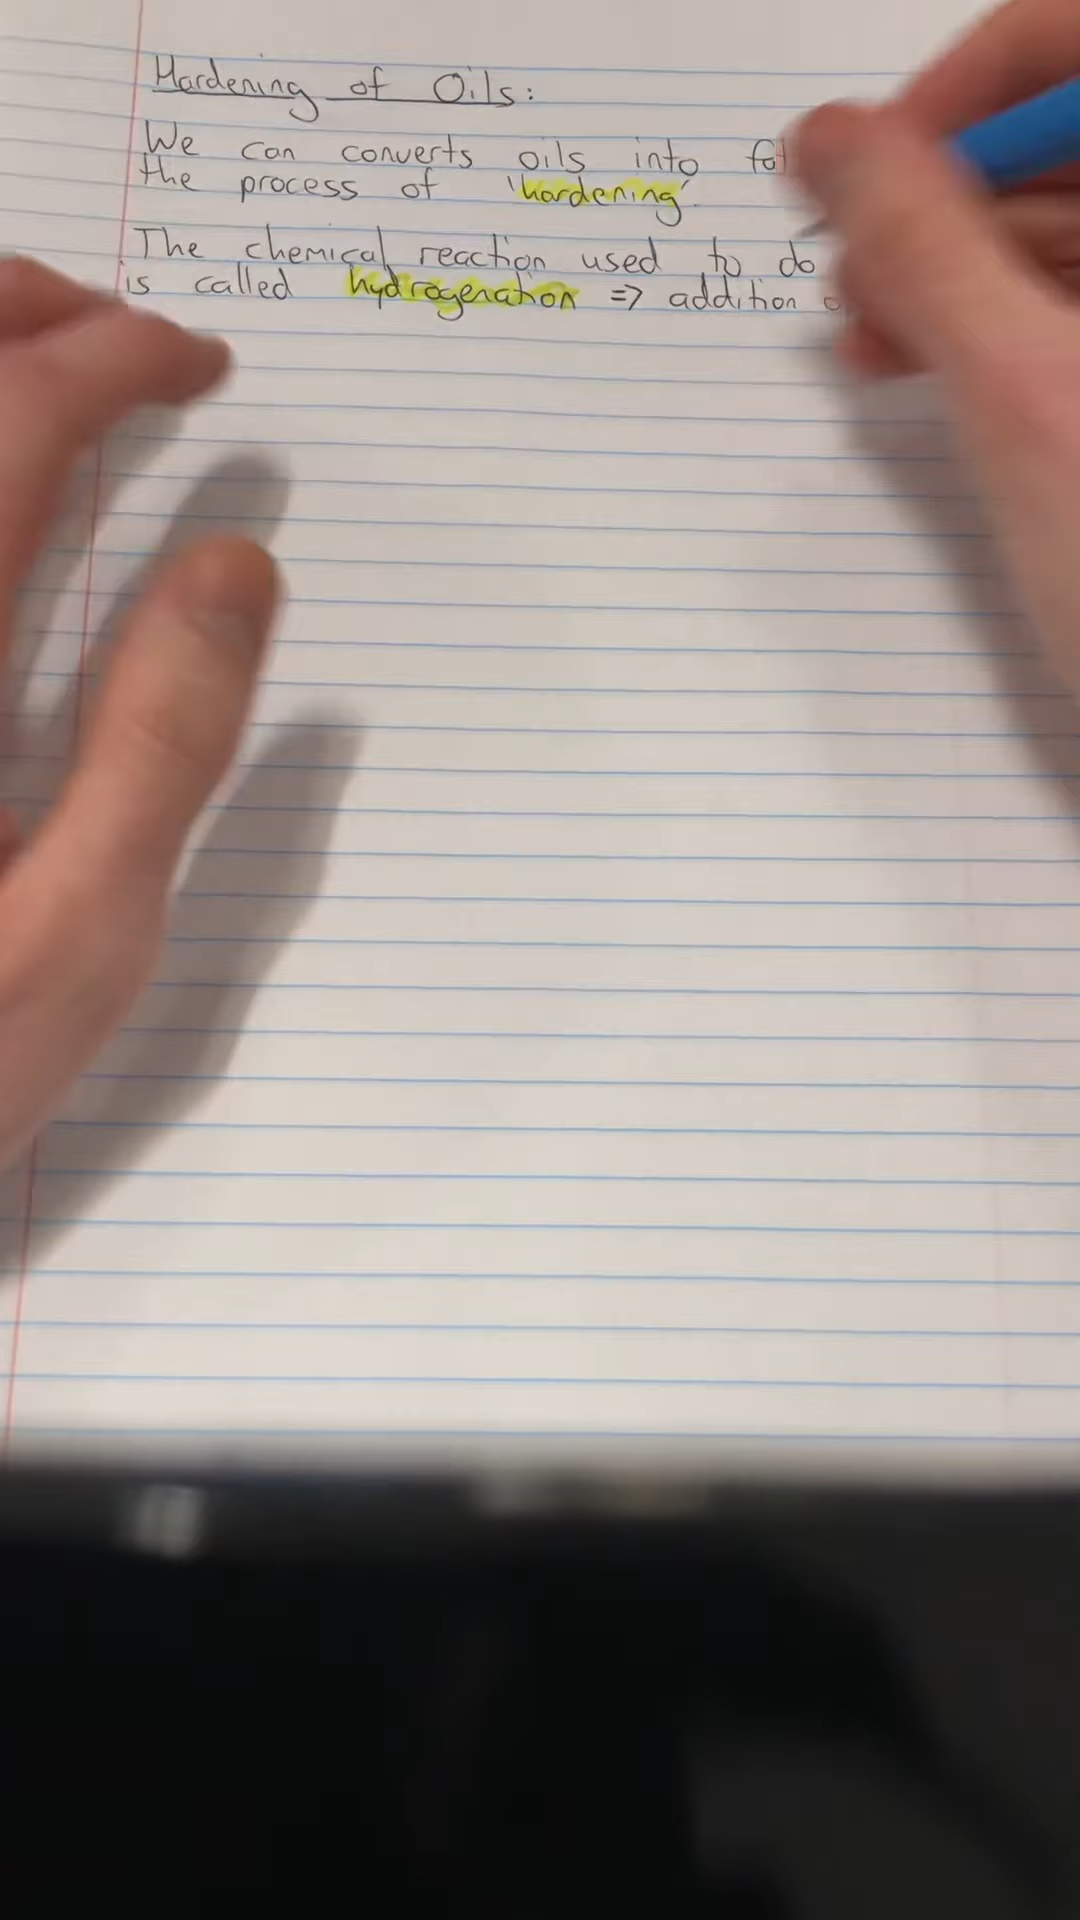 Hardening of Oils:
We can converts oils into
the process of 'hardening'.
The chemical reaction used to do
is called hydrogenation => addition